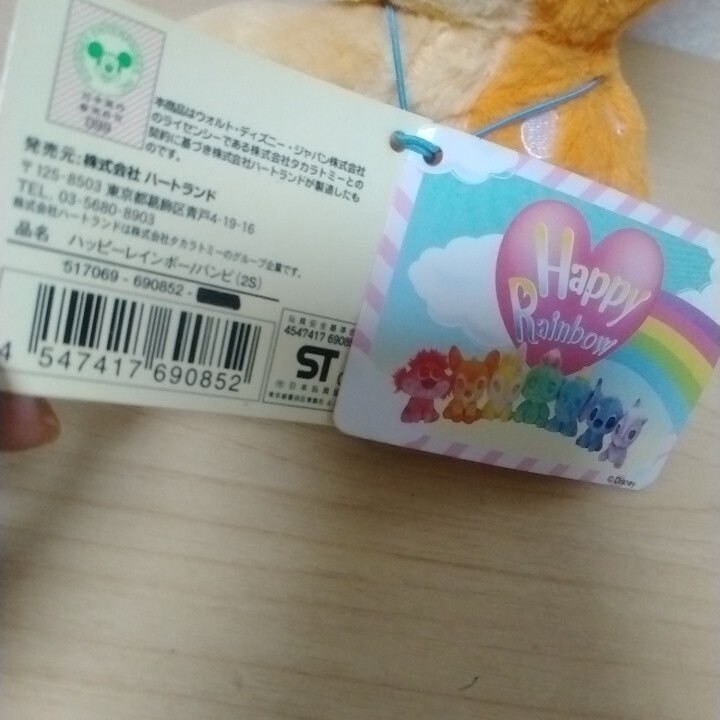 099
本商品はウォルト・ディズニー・ジャパン株式会社
のライセンシーである株式会社タカラトミーとの
契約に基づき株式会社ハートランドが製造したも
のです。
発売元:株式会社 ハートランド
〒125-8503 東京都葛飾区青戸4-19-16
TEL. 03-5680-8903
株式会社ハートランドは株式会社タカラトミーのグループ企業です。
品名 ハッピーレインボー/バンビ(2S)
517069-690852-
4 547417 690852
玩具安全基準
4547417 6908
ST
Happy
Rainbow
©Disney